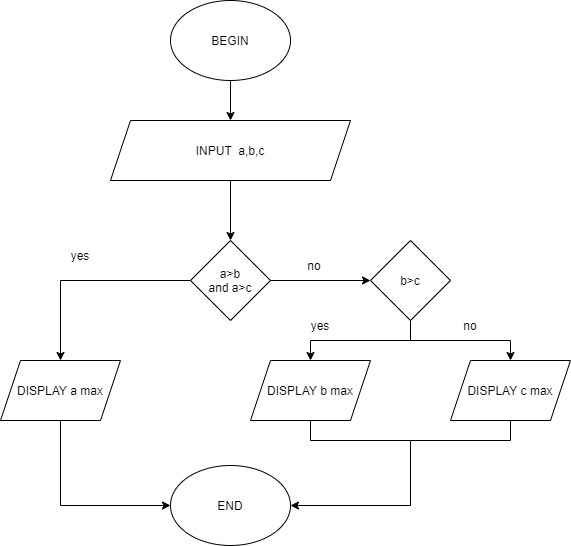 BEGIN
INPUT  a,b,c
yes
a>b
and a>c
no
b>c
yes
no
DISPLAY a max
DISPLAY b max
DISPLAY c max
END